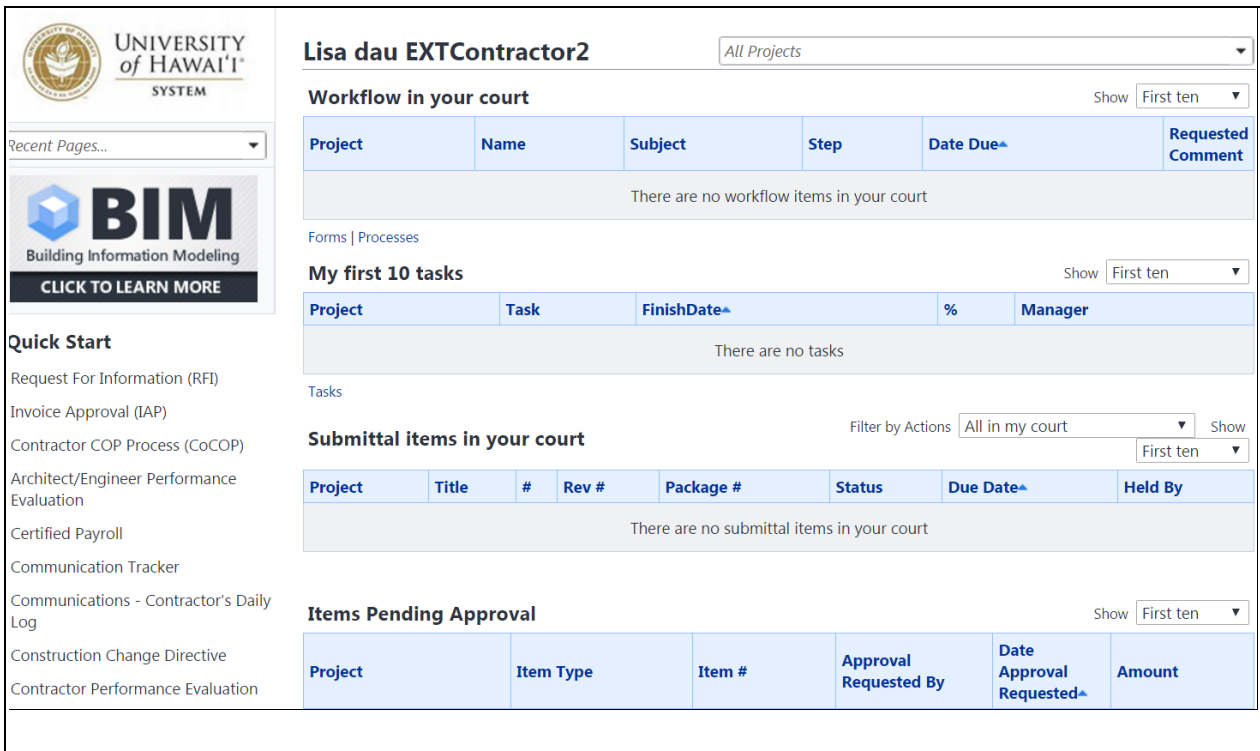 UNIVERSITY
of HAWAI'I®
SYSTEM
Recent Pages...
BIM
Building Information Modeling
CLICK TO LEARN MORE
Quick Start
Request For Information (RFI)
Invoice Approval (IAP)
Contractor COP Process (CoCOP)
Architect/Engineer Performance
Evaluation
Certified Payroll
Communication Tracker
Communications - Contractor's Daily
Log
Construction Change Directive
Contractor Performance Evaluation
Lisa dau EXTContractor2
All Projects
Workflow in your court
Show First ten
Project Name Subject Step Date Due Requested
Comment
There are no workflow items in your court
Forms | Processes
My first 10 tasks
Show First ten
Project Task FinishDate % Manager
There are no tasks
Tasks
Submittal items in your court
Filter by Actions All in my court Show
First ten
Project Title # Rev # Package # Status Due Date Held By
There are no submittal items in your court
Items Pending Approval
Show First ten
Project Item Type Item # Approval
Requested By Date
Approval
Requested Amount